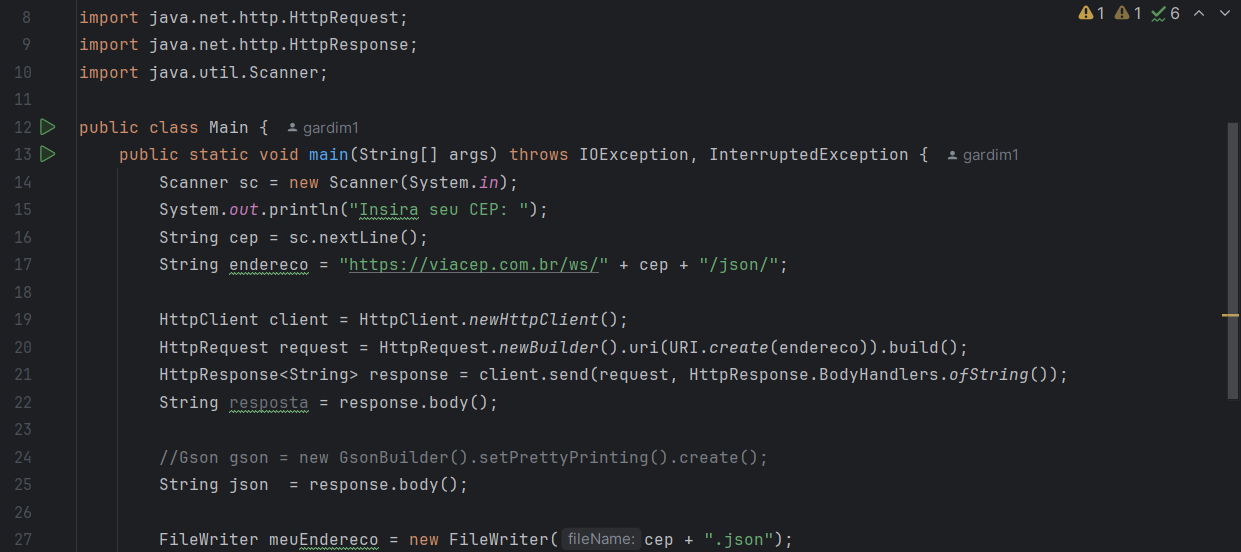 8 import java.net.http.HttpRequest; 1 1 6
9 import java.net.http.HttpResponse;
10 import java.util.Scanner;
11
12 public class Main { gardim1
13 public static void main(String[] args) throws IOException, InterruptedException { gardim1
14 Scanner sc = new Scanner(System.in);
15 System.out.println("Insira seu CEP: ");
16 String cep = sc.nextLine();
17 String endereco = "https://viacep.com.br/ws/" + cep + "/json/";
18
19 HttpClient client = HttpClient.newHttpClient();
20 HttpRequest request = HttpRequest.newBuilder().uri(URI.create(endereco)).build();
21 HttpResponse<String> response = client.send(request, HttpResponse.BodyHandlers.ofString());
22 String resposta = response.body();
23
24 //Gson gson = new GsonBuilder().setPrettyPrinting().create();
25 String json  = response.body();
26
27 FileWriter meuEndereco = new FileWriter( fileName: cep + ".json");